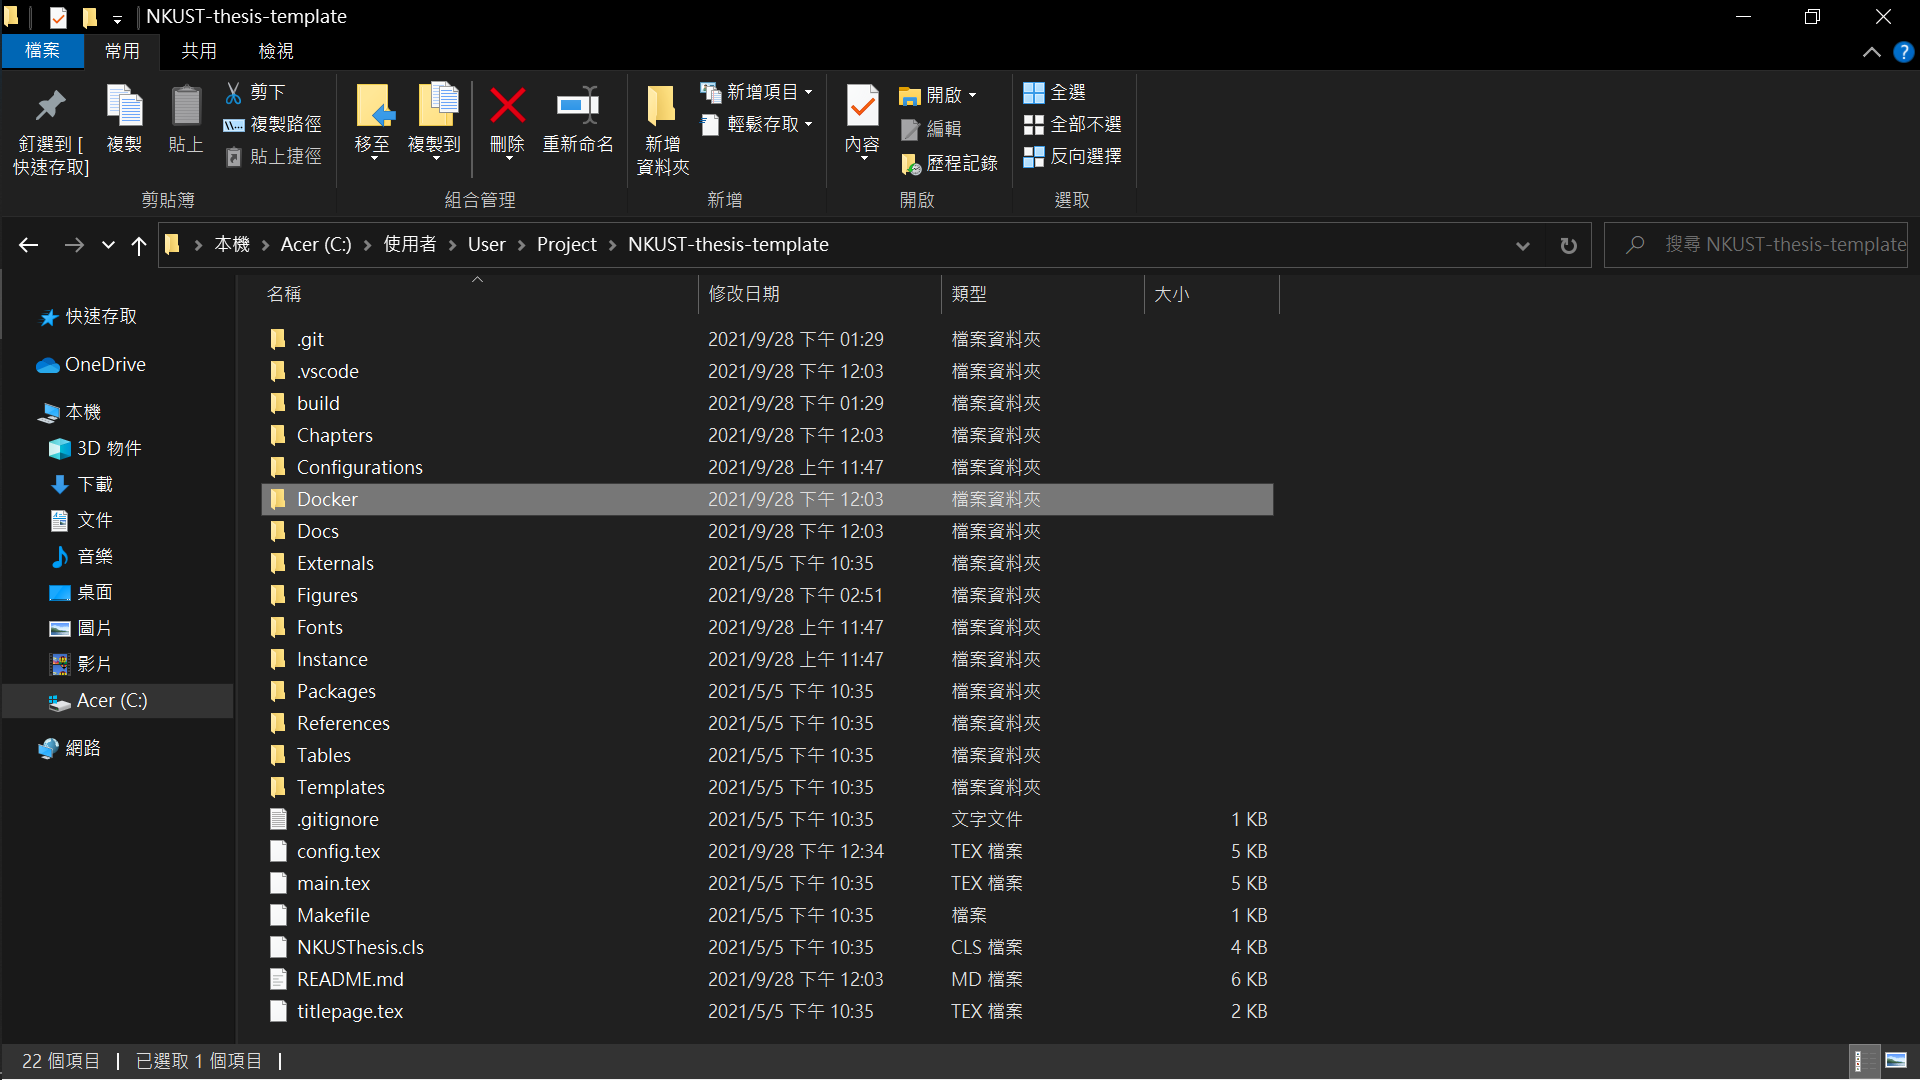 NKUST-thesis-template
檔案 常用 共用 檢視
釘選到 [
快速存取]
複製
貼上
剪下
複製路徑
貼上捷徑
剪貼簿
移至
複製到
刪除
重新命名
組合管理
新增
資料夾
新增項目
輕鬆存取
新增
內容
開啟
編輯
歷程記錄
開啟
全選
全部不選
反向選擇
選取
本機 Acer (C:) 使用者 User Project NKUST-thesis-template
搜尋 NKUST-thesis-template
快速存取
OneDrive
本機
3D 物件
下載
文件
音樂
桌面
圖片
影片
Acer (C:)
網路
名稱 修改日期 類型 大小
.git 2021/9/28 下午 01:29 檔案資料夾
.vscode 2021/9/28 下午 12:03 檔案資料夾
build 2021/9/28 下午 01:29 檔案資料夾
Chapters 2021/9/28 下午 12:03 檔案資料夾
Configurations 2021/9/28 上午 11:47 檔案資料夾
Docker 2021/9/28 下午 12:03 檔案資料夾
Docs 2021/9/28 下午 12:03 檔案資料夾
Externals 2021/5/5 下午 10:35 檔案資料夾
Figures 2021/9/28 下午 02:51 檔案資料夾
Fonts 2021/9/28 上午 11:47 檔案資料夾
Instance 2021/9/28 上午 11:47 檔案資料夾
Packages 2021/5/5 下午 10:35 檔案資料夾
References 2021/5/5 下午 10:35 檔案資料夾
Tables 2021/5/5 下午 10:35 檔案資料夾
Templates 2021/5/5 下午 10:35 檔案資料夾
.gitignore 2021/5/5 下午 10:35 文字文件 1 KB
config.tex 2021/9/28 下午 12:34 TEX 檔案 5 KB
main.tex 2021/5/5 下午 10:35 TEX 檔案 5 KB
Makefile 2021/5/5 下午 10:35 檔案 1 KB
NKUSThesis.cls 2021/5/5 下午 10:35 CLS 檔案 4 KB
README.md 2021/9/28 下午 12:03 MD 檔案 6 KB
titlepage.tex 2021/5/5 下午 10:35 TEX 檔案 2 KB
22 個項目 已選取 1 個項目